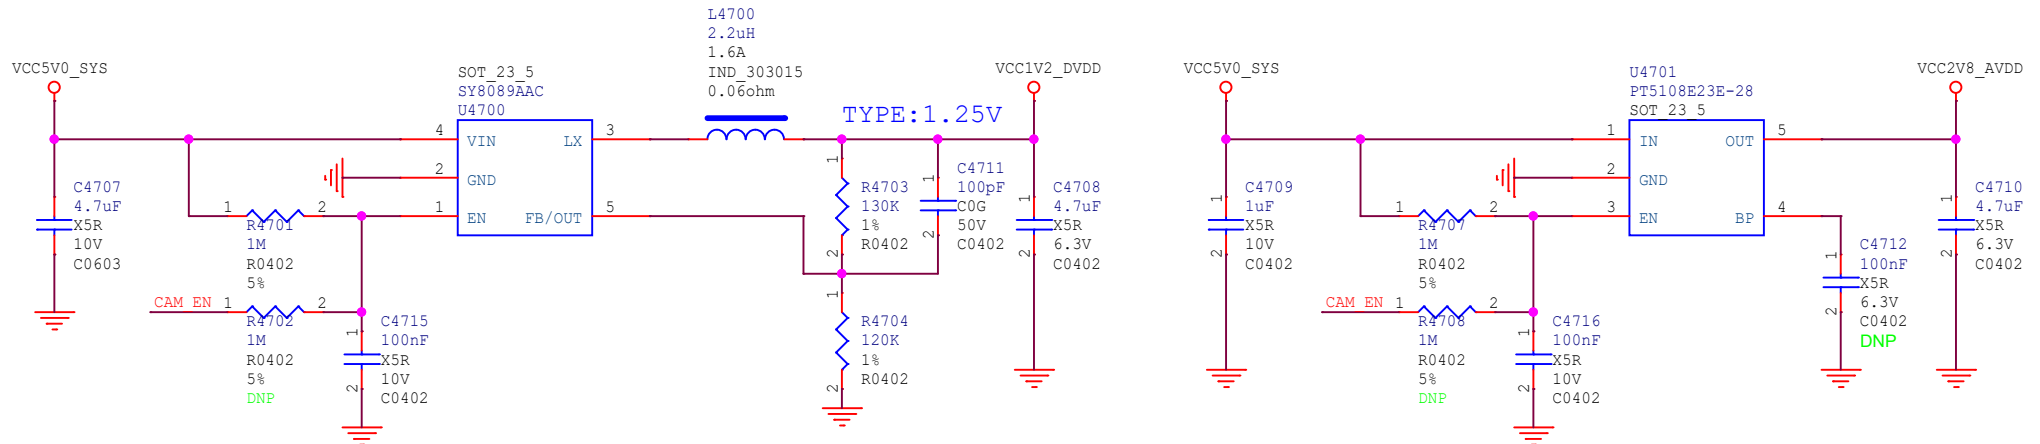 L4700
2.2uH
1.6A
IND_303015
0.06ohm
VCC5V0_SYS
SOT_23_5
SY8089AAC
U4700
VCC1V2_DVDD
TYPE:1.25V
4
VIN
LX
3
2
GND
1
EN
FB/OUT
5
C4707
4.7uF
X5R
10V
C0603
1
2
1
2
R4701
1M
R0402
5%
CAM_EN
1
2
R4702
1M
R0402
5%
DNP
1
2
C4715
100nF
X5R
10V
C0402
1
2
R4703
130K
1%
R0402
1
2
C4711
100pF
C0G
50V
C0402
1
2
C4708
4.7uF
X5R
6.3V
C0402
1
2
R4704
120K
1%
R0402
VCC5V0_SYS
U4701
PT5108E23E-28
SOT_23_5
VCC2V8_AVDD
1
IN
OUT
5
2
GND
3
EN
BP
4
1
2
C4709
1uF
X5R
10V
C0402
1
2
R4707
1M
R0402
5%
CAM_EN
1
2
R4708
1M
R0402
5%
DNP
1
2
C4716
100nF
X5R
10V
C0402
1
2
C4712
100nF
X5R
6.3V
C0402
DNP
1
2
C4710
4.7uF
X5R
6.3V
C0402